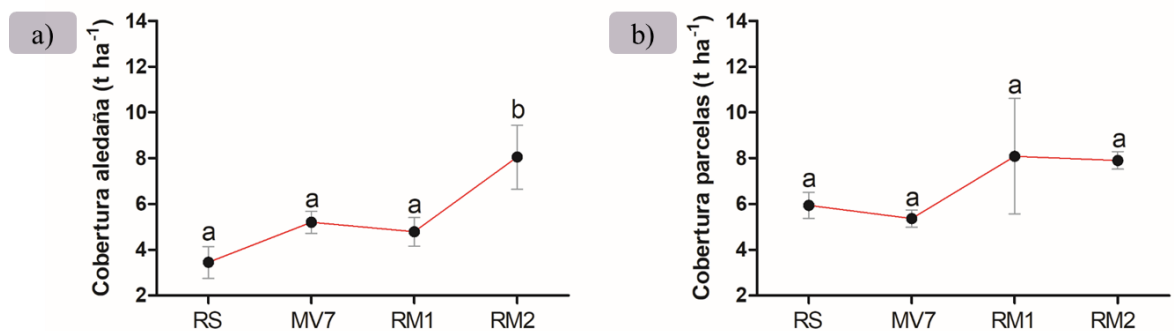 a)
Cobertura aledaña (t ha⁻¹)
14
12
10
8
6
4
2
a
a
a
b
RS MV7 RM1 RM2
b)
Cobertura parcelas (t ha⁻¹)
14
12
10
8
6
4
2
a
a
a
a
RS MV7 RM1 RM2